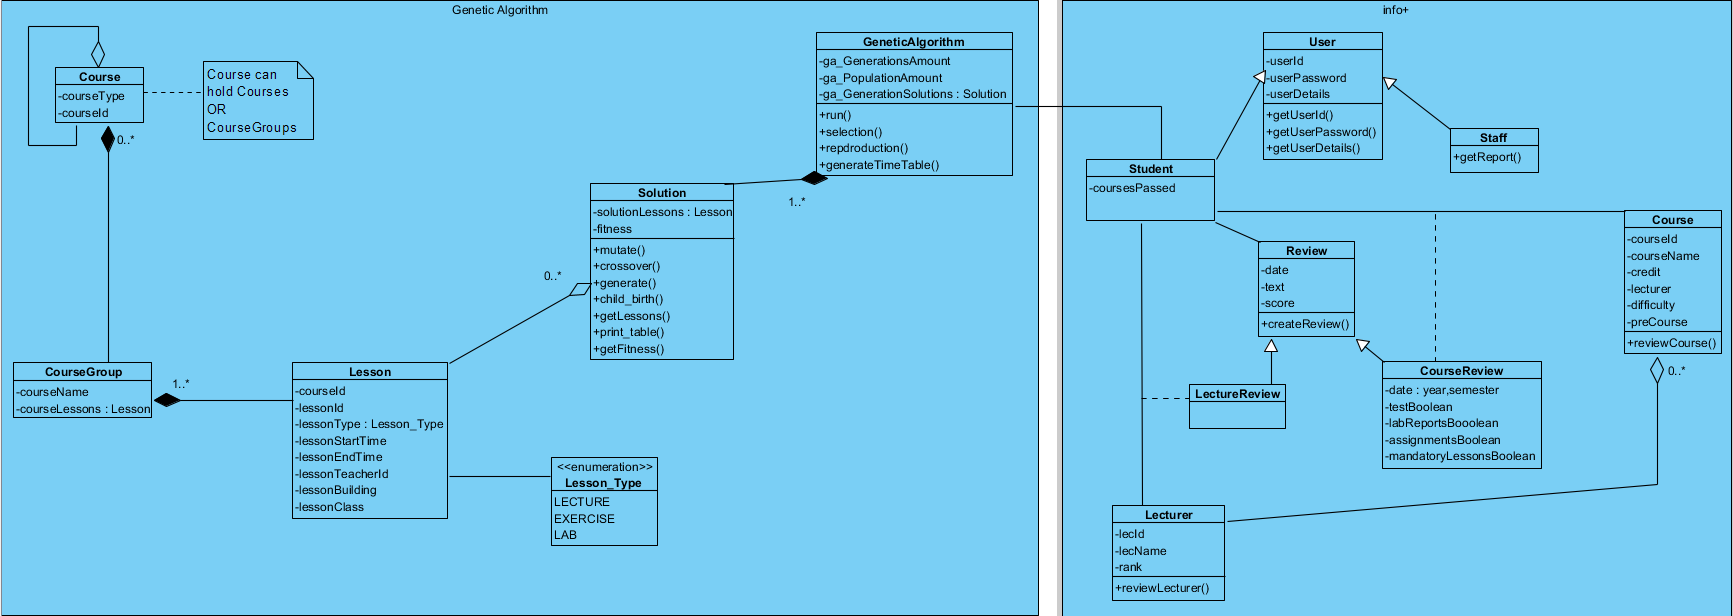 Genetic Algorithm
Course
-courseType
-courseId
0..*
Course can
hold Courses
OR
CourseGroups
GeneticAlgorithm
-ga_GenerationsAmount
-ga_PopulationAmount
-ga_GenerationSolutions : Solution
+run()
+selection()
+repdroduction()
+generateTimeTable()
1..*
Solution
-solutionLessons : Lesson
-fitness
+mutate()
+crossover()
+generate()
+child_birth()
+getLessons()
+print_table()
+getFitness()
0..*
CourseGroup
-courseName
-courseLessons : Lesson
1..*
Lesson
-courseId
-lessonId
-lessonType : Lesson_Type
-lessonStartTime
-lessonEndTime
-lessonTeacherId
-lessonBuilding
-lessonClass
<<enumeration>>
Lesson_Type
LECTURE
EXERCISE
LAB
info+
User
-userId
-userPassword
-userDetails
+getUserId()
+getUserPassword()
+getUserDetails()
Staff
+getReport()
Student
-coursesPassed
Course
-courseId
-courseName
-credit
-lecturer
-difficulty
-preCourse
+reviewCourse()
0..*
Review
-date
-text
-score
+createReview()
LectureReview
CourseReview
-date : year,semester
-testBoolean
-labReportsBooolean
-assignmentsBoolean
-mandatoryLessonsBoolean
Lecturer
-lecId
-lecName
-rank
+reviewLecturer()